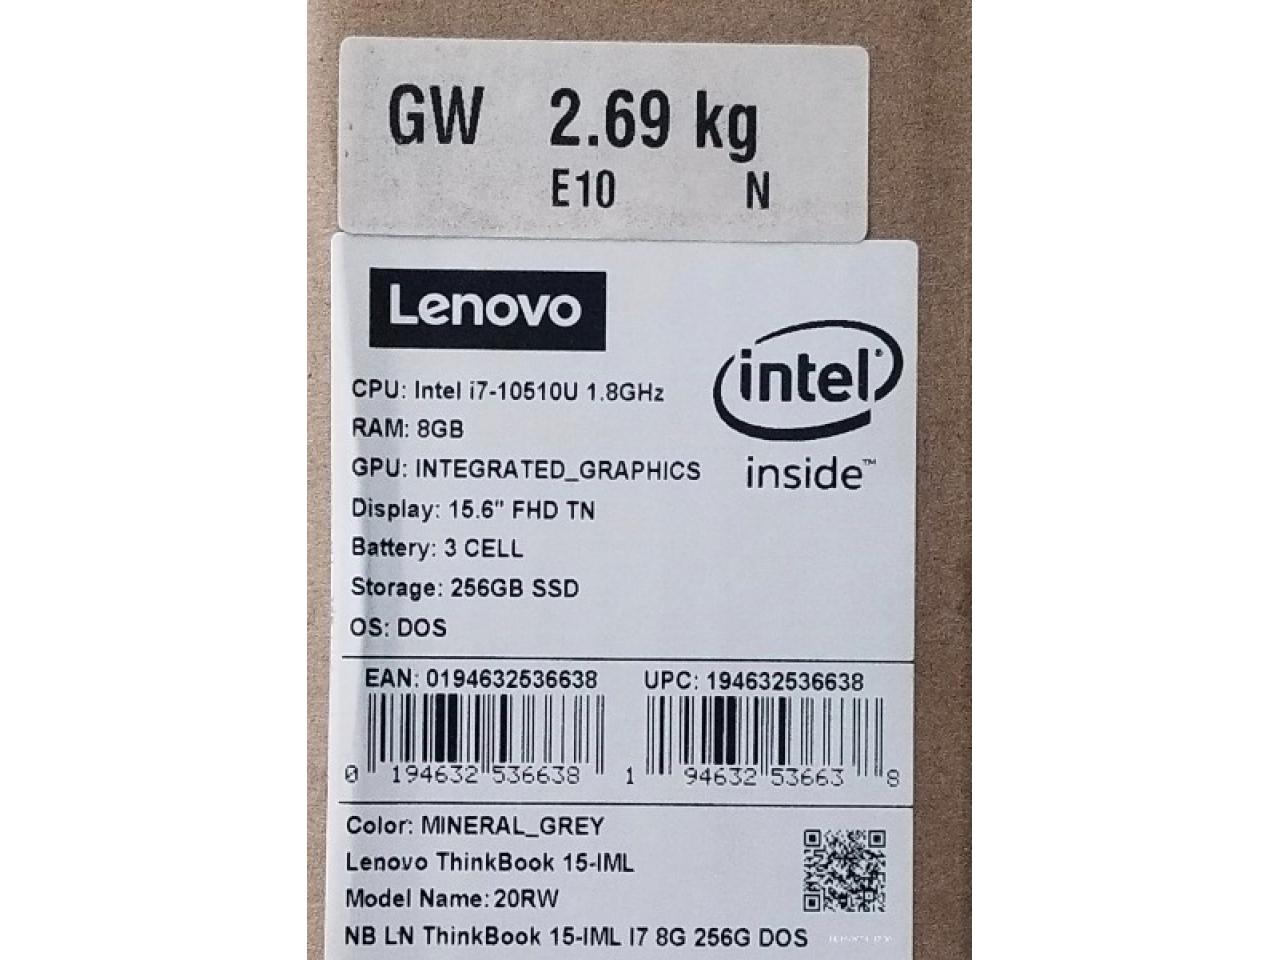 GW 2.69 kg
E10 N
Lenovo
intel®
inside™
CPU: Intel i7-10510U 1.8GHz
RAM: 8GB
GPU: INTEGRATED_GRAPHICS
Display: 15.6" FHD TN
Battery: 3 CELL
Storage: 256GB SSD
OS: DOS
EAN: 0194632536638 UPC: 194632536638
0 194632 536638 1 94632 53663 8
Color: MINERAL_GREY
Lenovo ThinkBook 15-IML
Model Name: 20RW
NB LN ThinkBook 15-IML I7 8G 256G DOS